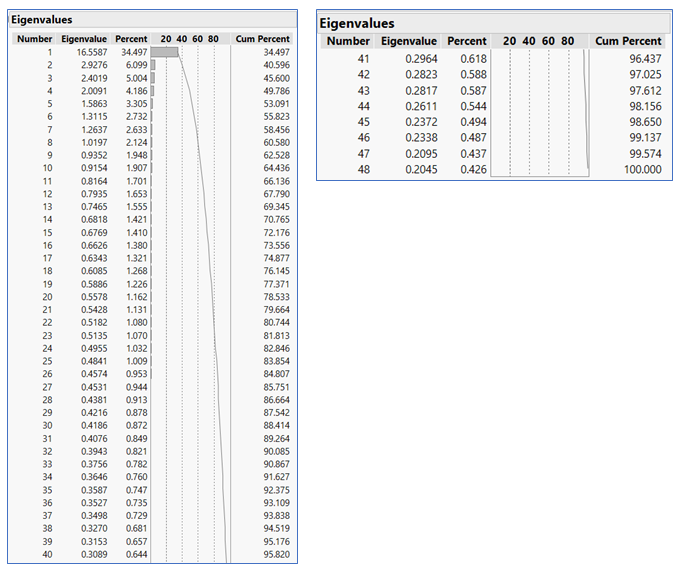 Eigenvalues
Number Eigenvalue Percent 20 40 60 80 Cum Percent
1 16.5587 34.497 34.497
2 2.9276 6.099 40.596
3 2.4019 5.004 45.600
4 2.0091 4.186 49.786
5 1.5863 3.305 53.091
6 1.3115 2.732 55.823
7 1.2637 2.633 58.456
8 1.0197 2.124 60.580
9 0.9352 1.948 62.528
10 0.9154 1.907 64.436
11 0.8164 1.701 66.136
12 0.7935 1.653 67.790
13 0.7465 1.555 69.345
14 0.6818 1.421 70.765
15 0.6769 1.410 72.176
16 0.6626 1.380 73.556
17 0.6343 1.321 74.877
18 0.6085 1.268 76.145
19 0.5886 1.226 77.371
20 0.5578 1.162 78.533
21 0.5428 1.131 79.664
22 0.5182 1.080 80.744
23 0.5135 1.070 81.813
24 0.4955 1.032 82.846
25 0.4841 1.009 83.854
26 0.4574 0.953 84.807
27 0.4531 0.944 85.751
28 0.4381 0.913 86.664
29 0.4216 0.878 87.542
30 0.4186 0.872 88.414
31 0.4076 0.849 89.264
32 0.3943 0.821 90.085
33 0.3756 0.782 90.867
34 0.3646 0.760 91.627
35 0.3587 0.747 92.375
36 0.3527 0.735 93.109
37 0.3498 0.729 93.838
38 0.3270 0.681 94.519
39 0.3153 0.657 95.176
40 0.3089 0.644 95.820
Eigenvalues
Number Eigenvalue Percent 20 40 60 80 Cum Percent
41 0.2964 0.618 96.437
42 0.2823 0.588 97.025
43 0.2817 0.587 97.612
44 0.2611 0.544 98.156
45 0.2372 0.494 98.650
46 0.2338 0.487 99.137
47 0.2095 0.437 99.574
48 0.2045 0.426 100.000